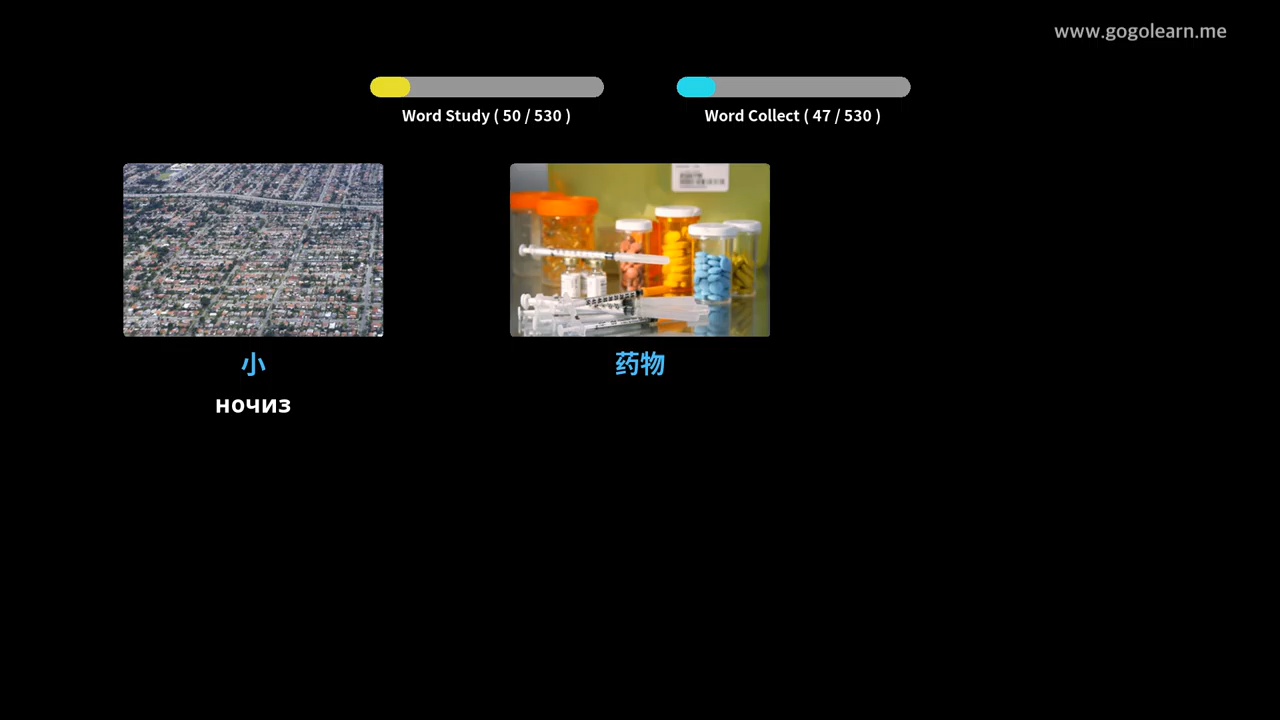 www.gogolearn.me
Word Study ( 50 / 530 )
Word Collect ( 47 / 530 )
小
药物
ночиз